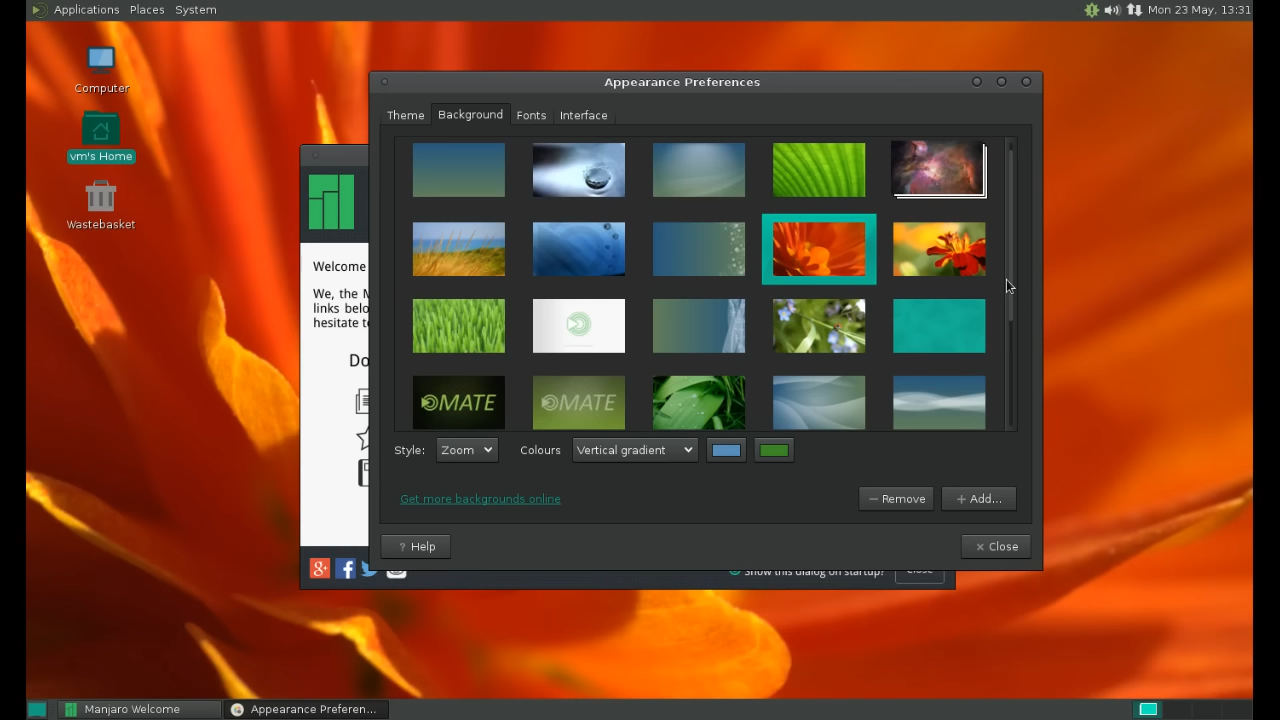 Applications Places System
Mon 23 May, 13:31
Computer
vm's Home
Wastebasket
Appearance Preferences
Theme Background Fonts Interface
MATE MATE
Style: Zoom Colours Vertical gradient
Get more backgrounds online
Remove Add...
Help Close
Welcome
We, the
links
hesitate
Show this dialog on startup? Close
Manjaro Welcome Appearance Preferen...